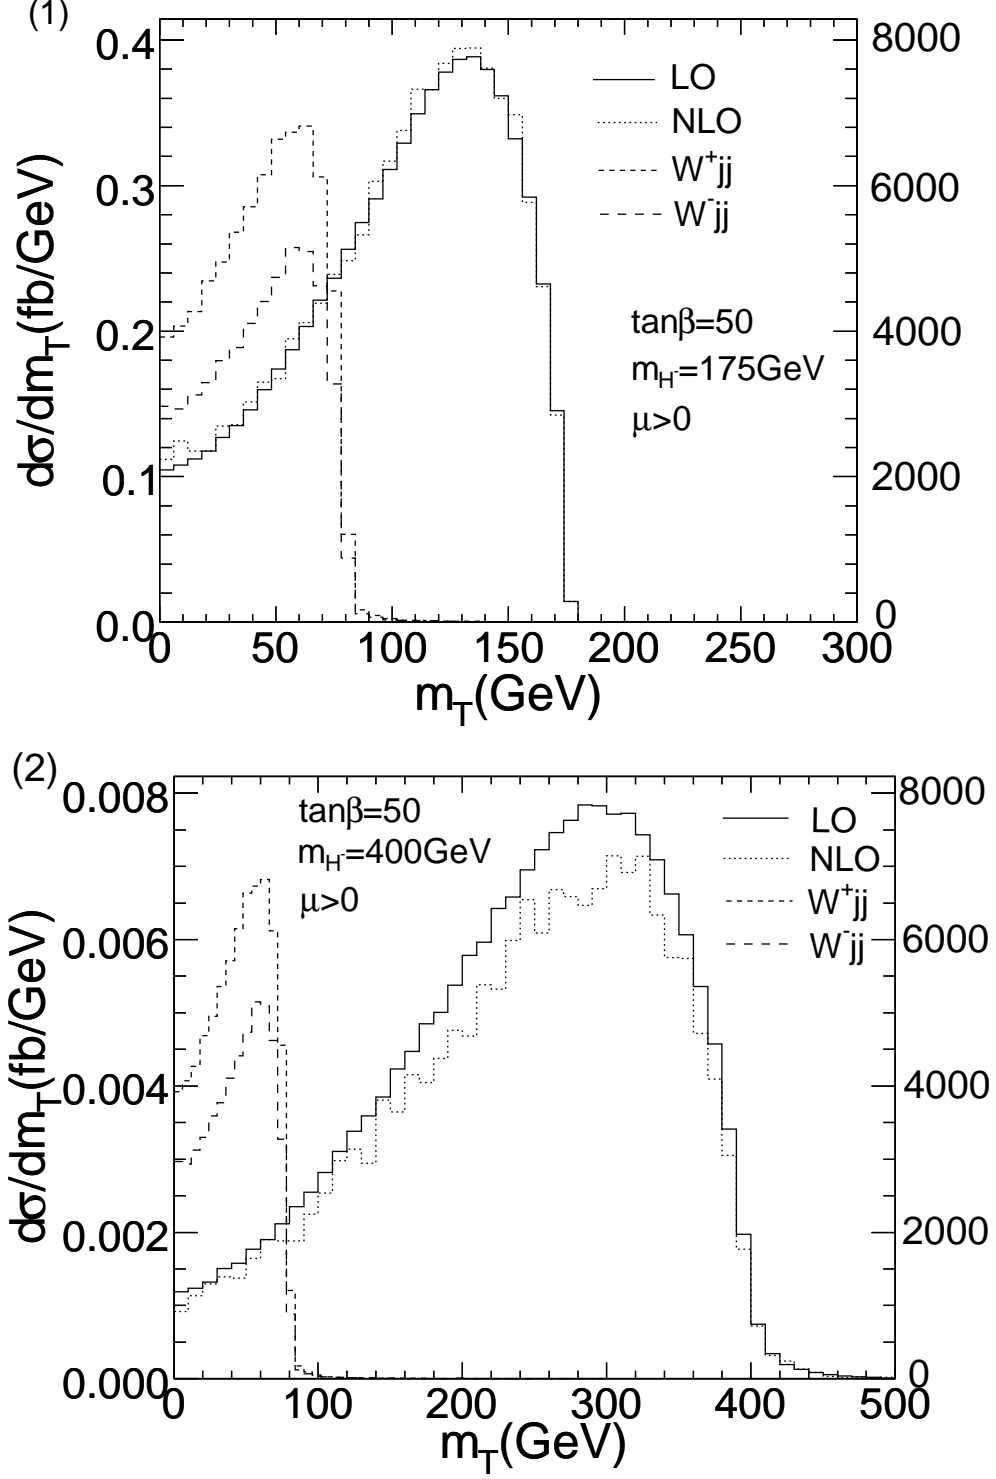 (1)
0.4
0.3
0.2
0.1
0.0
dσ/dm_T(fb/GeV)
8000
6000
4000
2000
0
LO
NLO
W⁺jj
W⁻jj
tanβ=50
m_H⁻=175GeV
μ>0
0 50 100 150 200 250 300
m_T(GeV)
(2)
0.008
0.006
0.004
0.002
0.000
dσ/dm_T(fb/GeV)
8000
6000
4000
2000
0
tanβ=50
m_H⁻=400GeV
μ>0
LO
NLO
W⁺jj
W⁻jj
0 100 200 300 400 500
m_T(GeV)